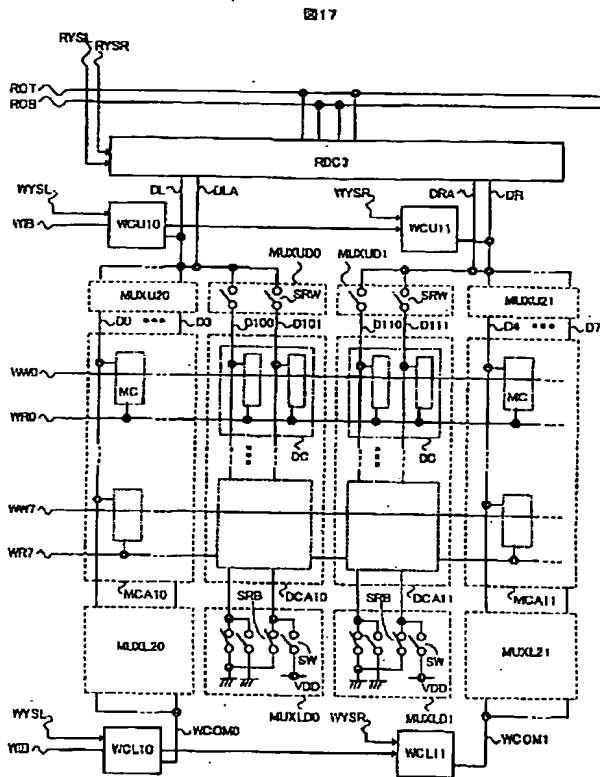 図17
RYSL
RYSR
ROT
ROB
RDC3
DL
DLA
DRA
DR
WYSL
WYSR
WCU10
WCU11
MUXUD0
MUXUD1
MUXU20
SRW
SRW
MUXU21
D0
D3
D100
D101
D110
D111
D4
D7
WW0
MC
MC
WR0
DC
DC
WW7
WR7
MCA10
SRB
DCA10
SRB
DCA11
MCA11
MUXL20
SW
SW
MUXL21
VDD
VDD
MUXLD0
MUXLD1
WYSL
WYSR
WCOM0
WCOM1
WCL10
WCL11